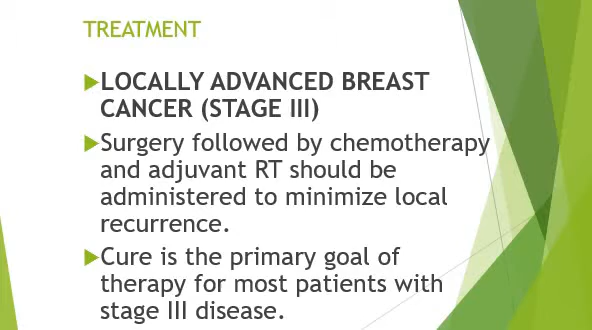 TREATMENT
LOCALLY ADVANCED BREAST
CANCER (STAGE III)
Surgery followed by chemotherapy
and adjuvant RT should be
administered to minimize local
recurrence.
Cure is the primary goal of
therapy for most patients with
stage III disease.